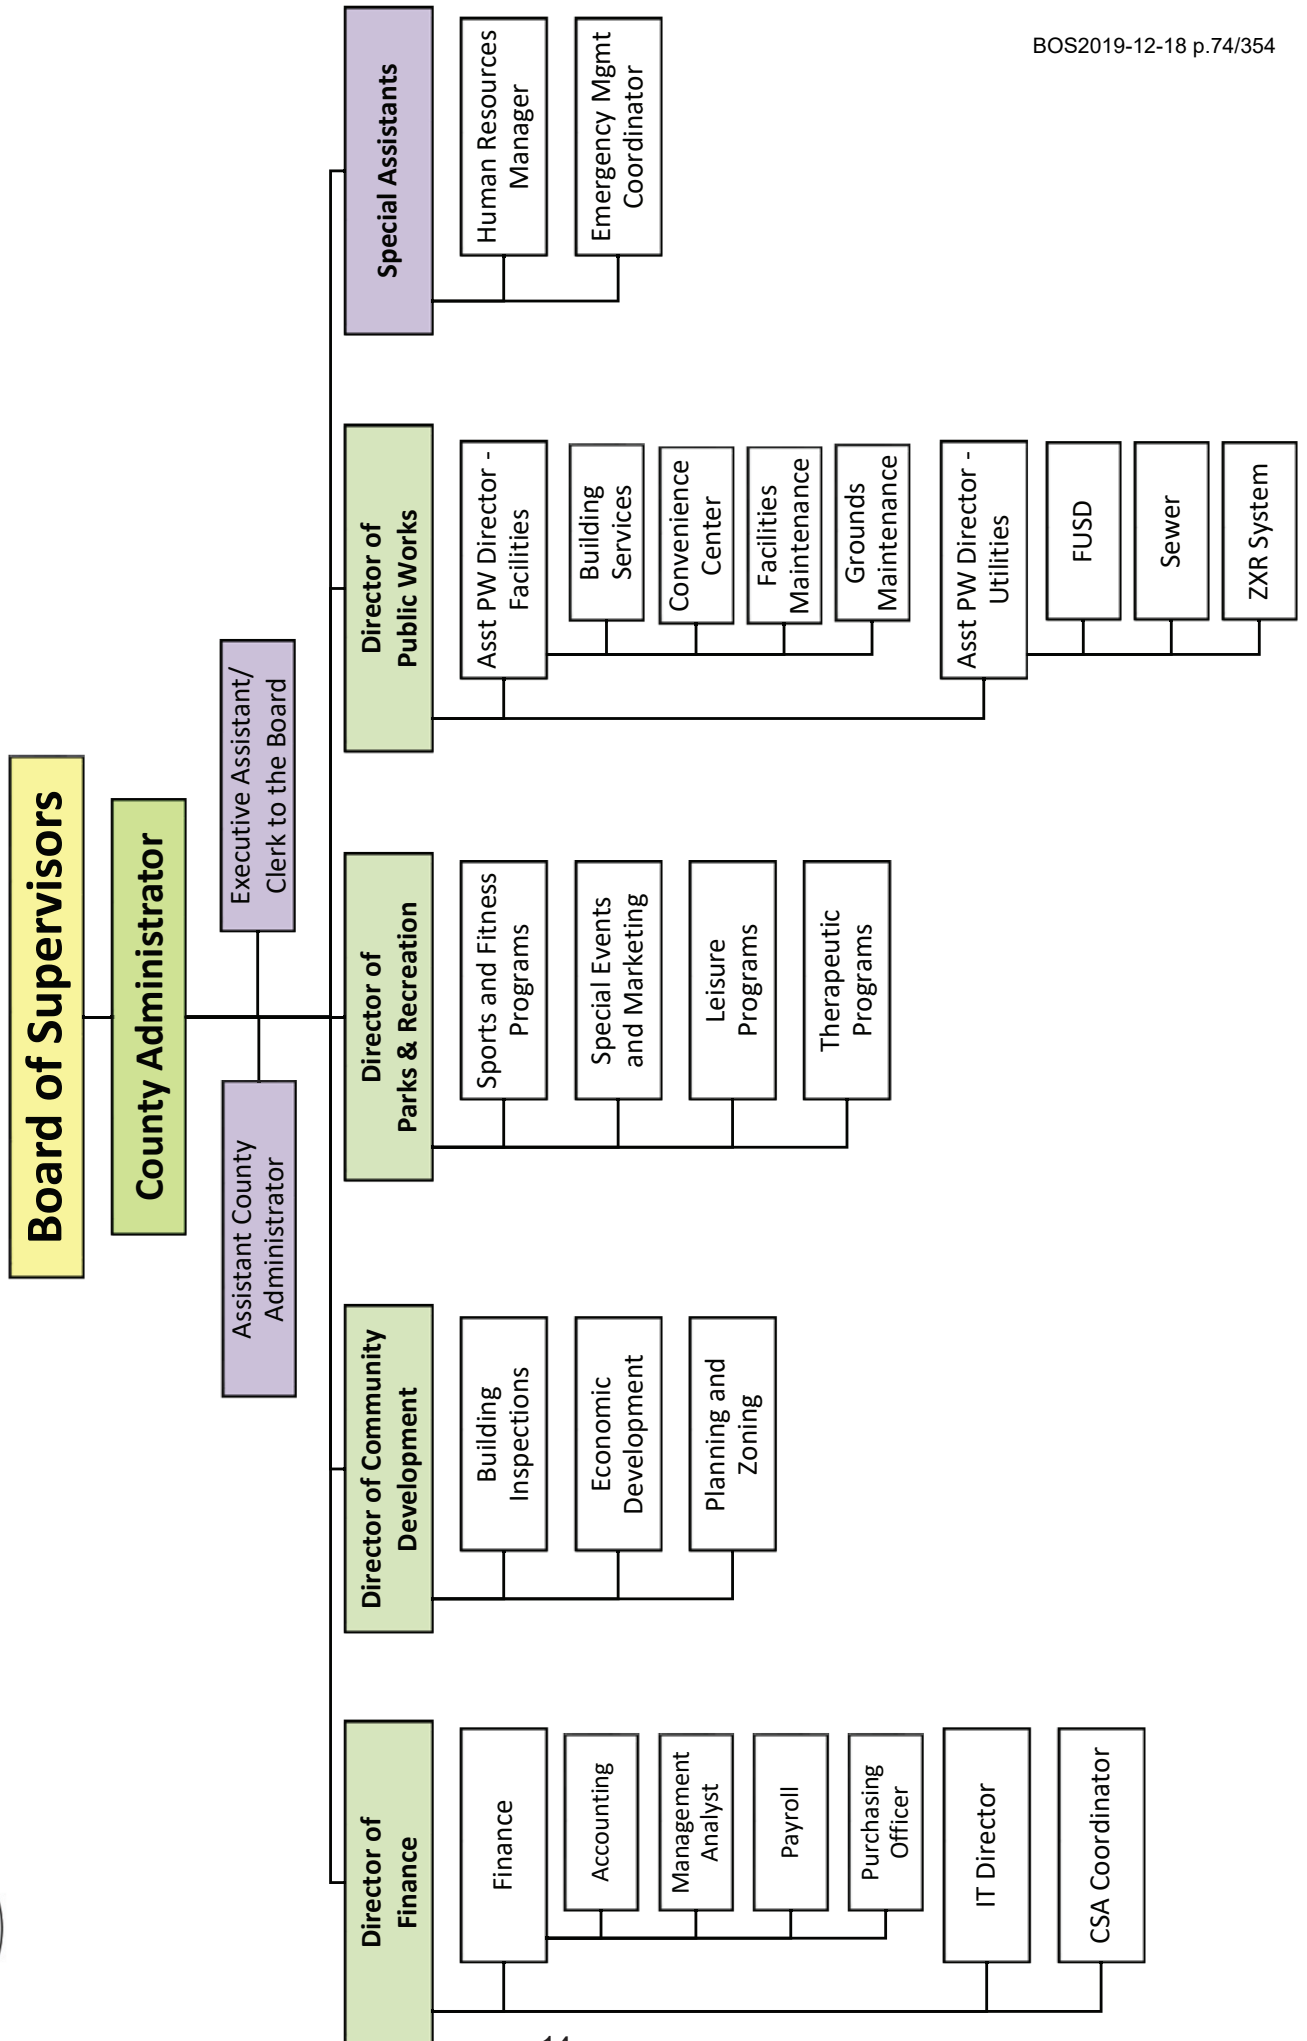 BOS2019-12-18 p.74/354
Board of Supervisors
County Administrator
Assistant County
Administrator
Executive Assistant/
Clerk to the Board
Director of
Finance
Finance
Accounting
Management
Analyst
Payroll
Purchasing
Officer
IT Director
CSA Coordinator
Director of Community
Development
Building
Inspections
Economic
Development
Planning and
Zoning
Director of
Parks & Recreation
Sports and Fitness
Programs
Special Events
and Marketing
Leisure
Programs
Therapeutic
Programs
Director of
Public Works
Asst PW Director -
Facilities
Building
Services
Convenience
Center
Facilities
Maintenance
Grounds
Maintenance
Asst PW Director -
Utilities
FUSD
Sewer
ZXR System
Special Assistants
Human Resources
Manager
Emergency Mgmt
Coordinator